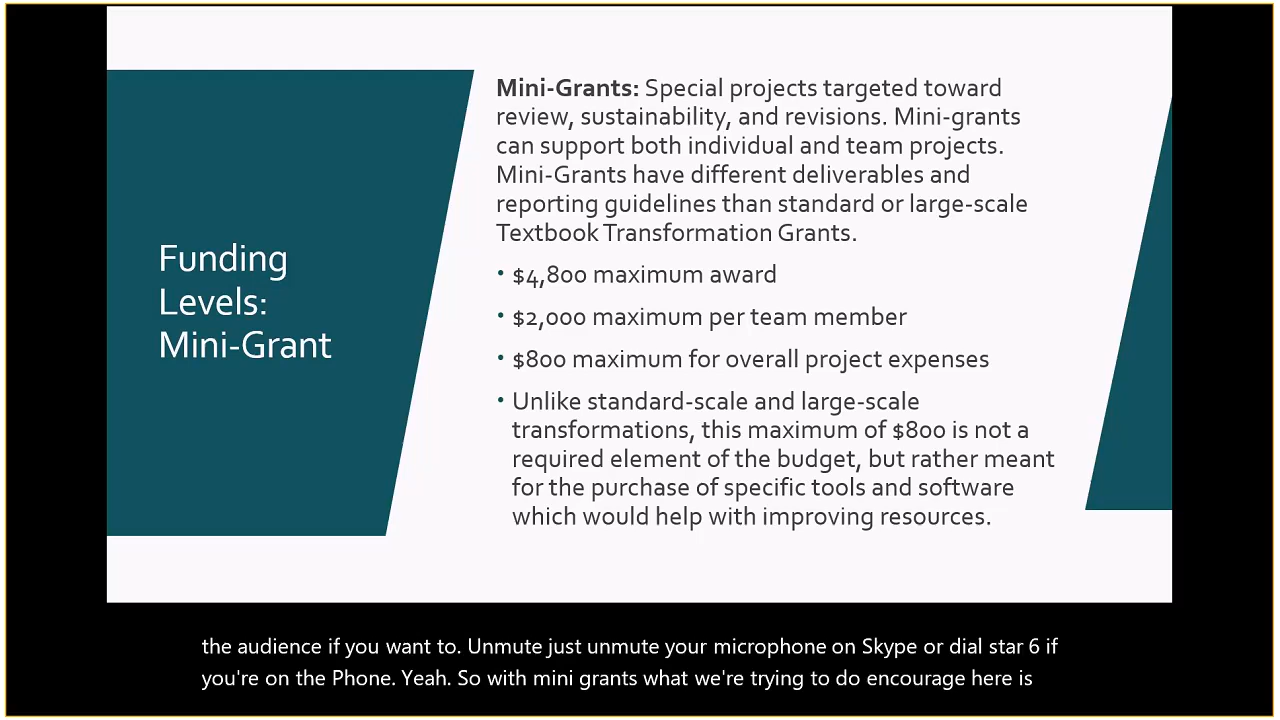 Funding
Levels:
Mini-Grant
Mini-Grants: Special projects targeted toward
review, sustainability, and revisions. Mini-grants
can support both individual and team projects.
Mini-Grants have different deliverables and
reporting guidelines than standard or large-scale
Textbook Transformation Grants.
• $4,800 maximum award
• $2,000 maximum per team member
• $800 maximum for overall project expenses
• Unlike standard-scale and large-scale
transformations, this maximum of $800 is not a
required element of the budget, but rather meant
for the purchase of specific tools and software
which would help with improving resources.
the audience if you want to. Unmute just unmute your microphone on Skype or dial star 6 if
you're on the Phone. Yeah. So with mini grants what we're trying to do encourage here is